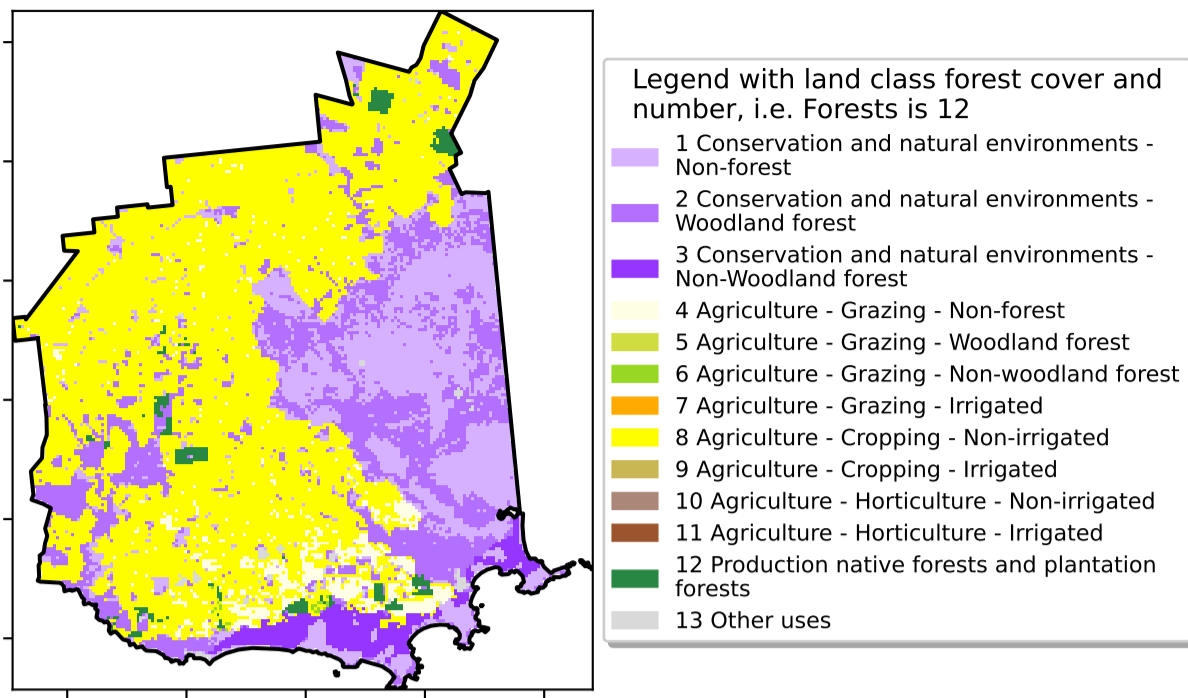 Legend with land class forest cover and
number, i.e. Forests is 12
1 Conservation and natural environments -
Non-forest
2 Conservation and natural environments -
Woodland forest
3 Conservation and natural environments -
Non-Woodland forest
4 Agriculture - Grazing - Non-forest
5 Agriculture - Grazing - Woodland forest
6 Agriculture - Grazing - Non-woodland forest
7 Agriculture - Grazing - Irrigated
8 Agriculture - Cropping - Non-irrigated
9 Agriculture - Cropping - Irrigated
10 Agriculture - Horticulture - Non-irrigated
11 Agriculture - Horticulture - Irrigated
12 Production native forests and plantation
forests
13 Other uses